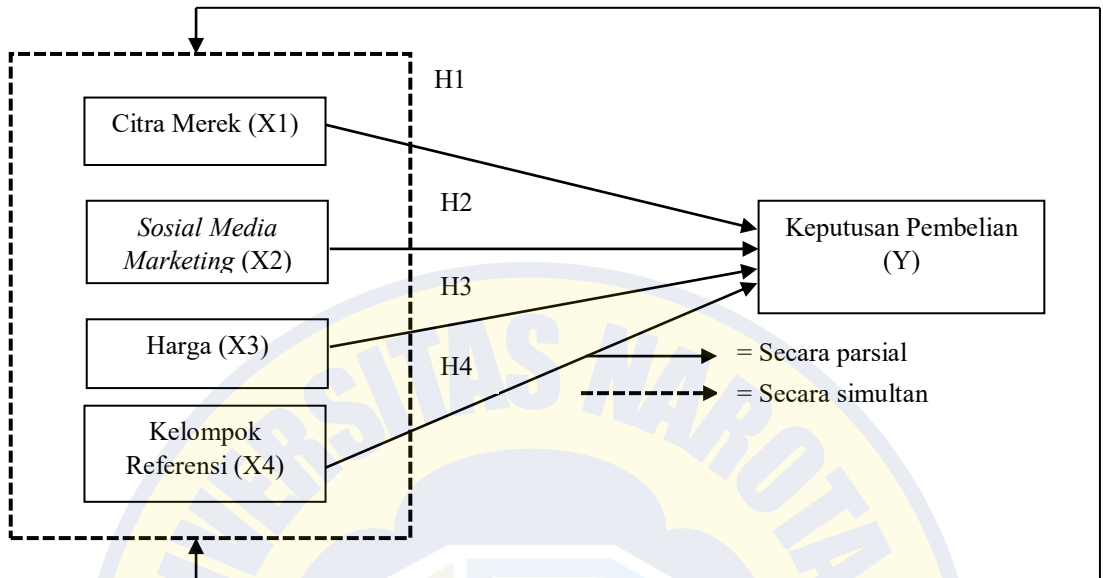 H1
Citra Merek (X1)
H2
Sosial Media
Marketing (X2)
Keputusan Pembelian
(Y)
H3
Harga (X3)
= Secara parsial
H4
= Secara simultan
Kelompok
Referensi (X4)